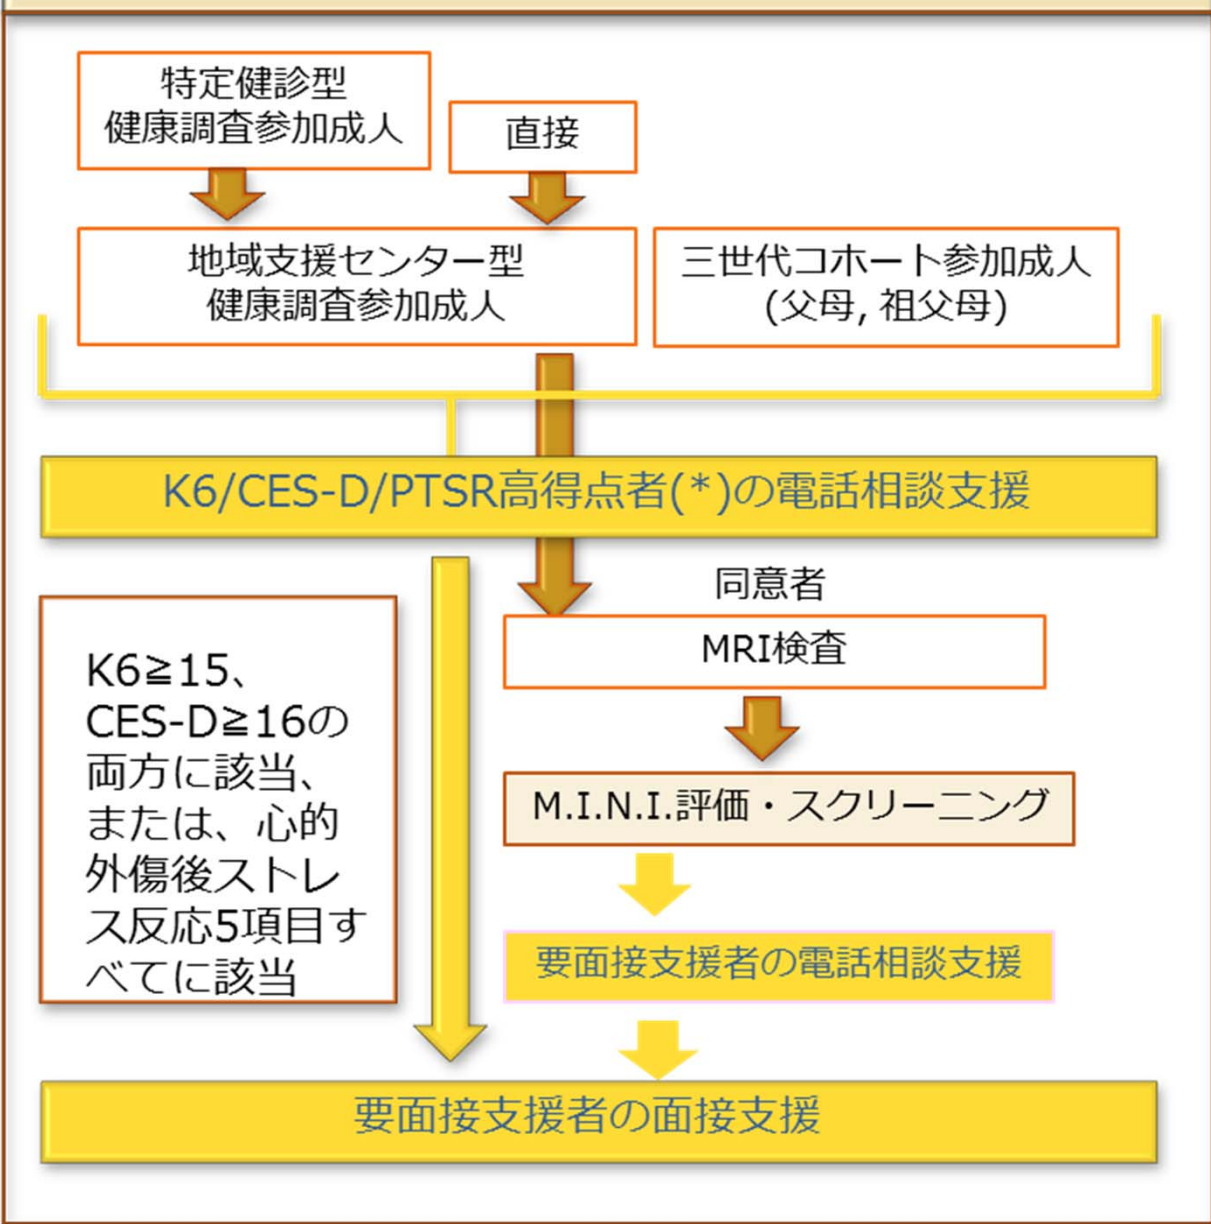 特定健診型
健康調査参加成人
直接
地域支援センター型
健康調査参加成人
三世代コホート参加成人
(父母, 祖父母)
K6/CES-D/PTSR高得点者(*)の電話相談支援
同意者
MRI検査
K6≧15、
CES-D≧16の
両方に該当、
または、心的
外傷後ストレ
ス反応5項目す
べてに該当
M.I.N.I.評価・スクリーニング
要面接支援者の電話相談支援
要面接支援者の面接支援